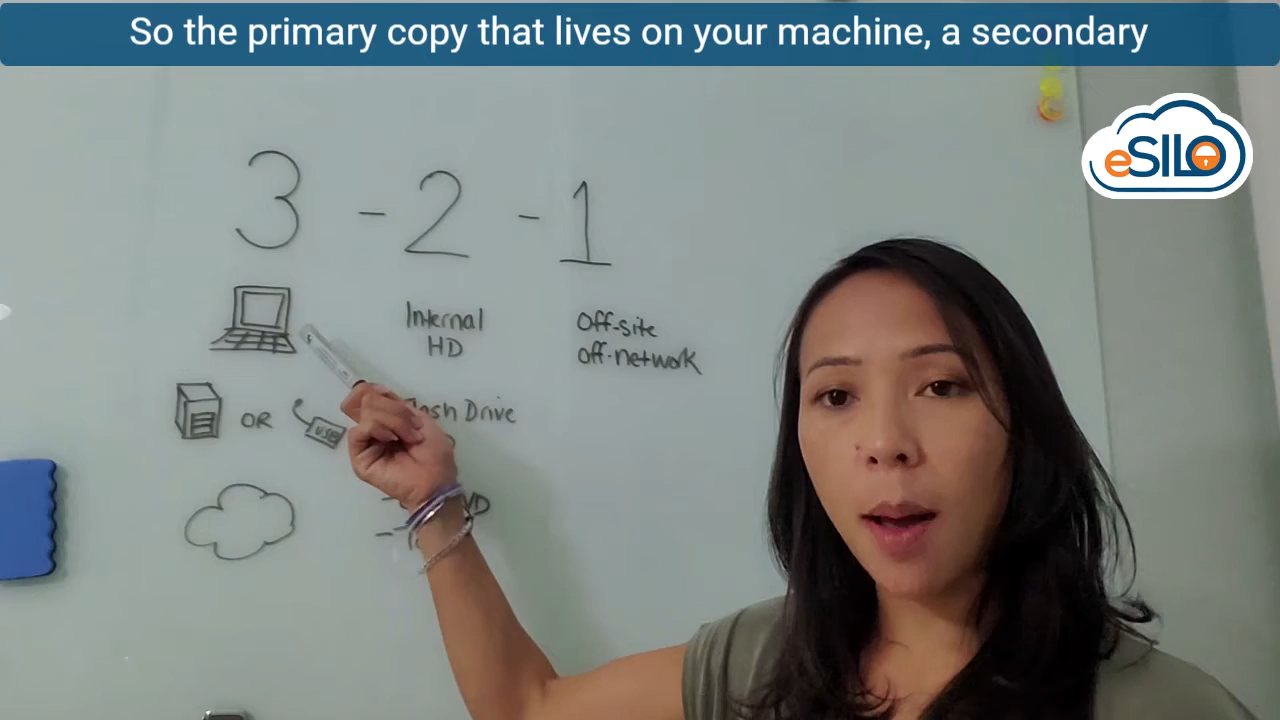 So the primary copy that lives on your machine, a secondary
eSILO
3 - 2 - 1
Internal
HD
Off-site
Off-network
OR
USB
Drive